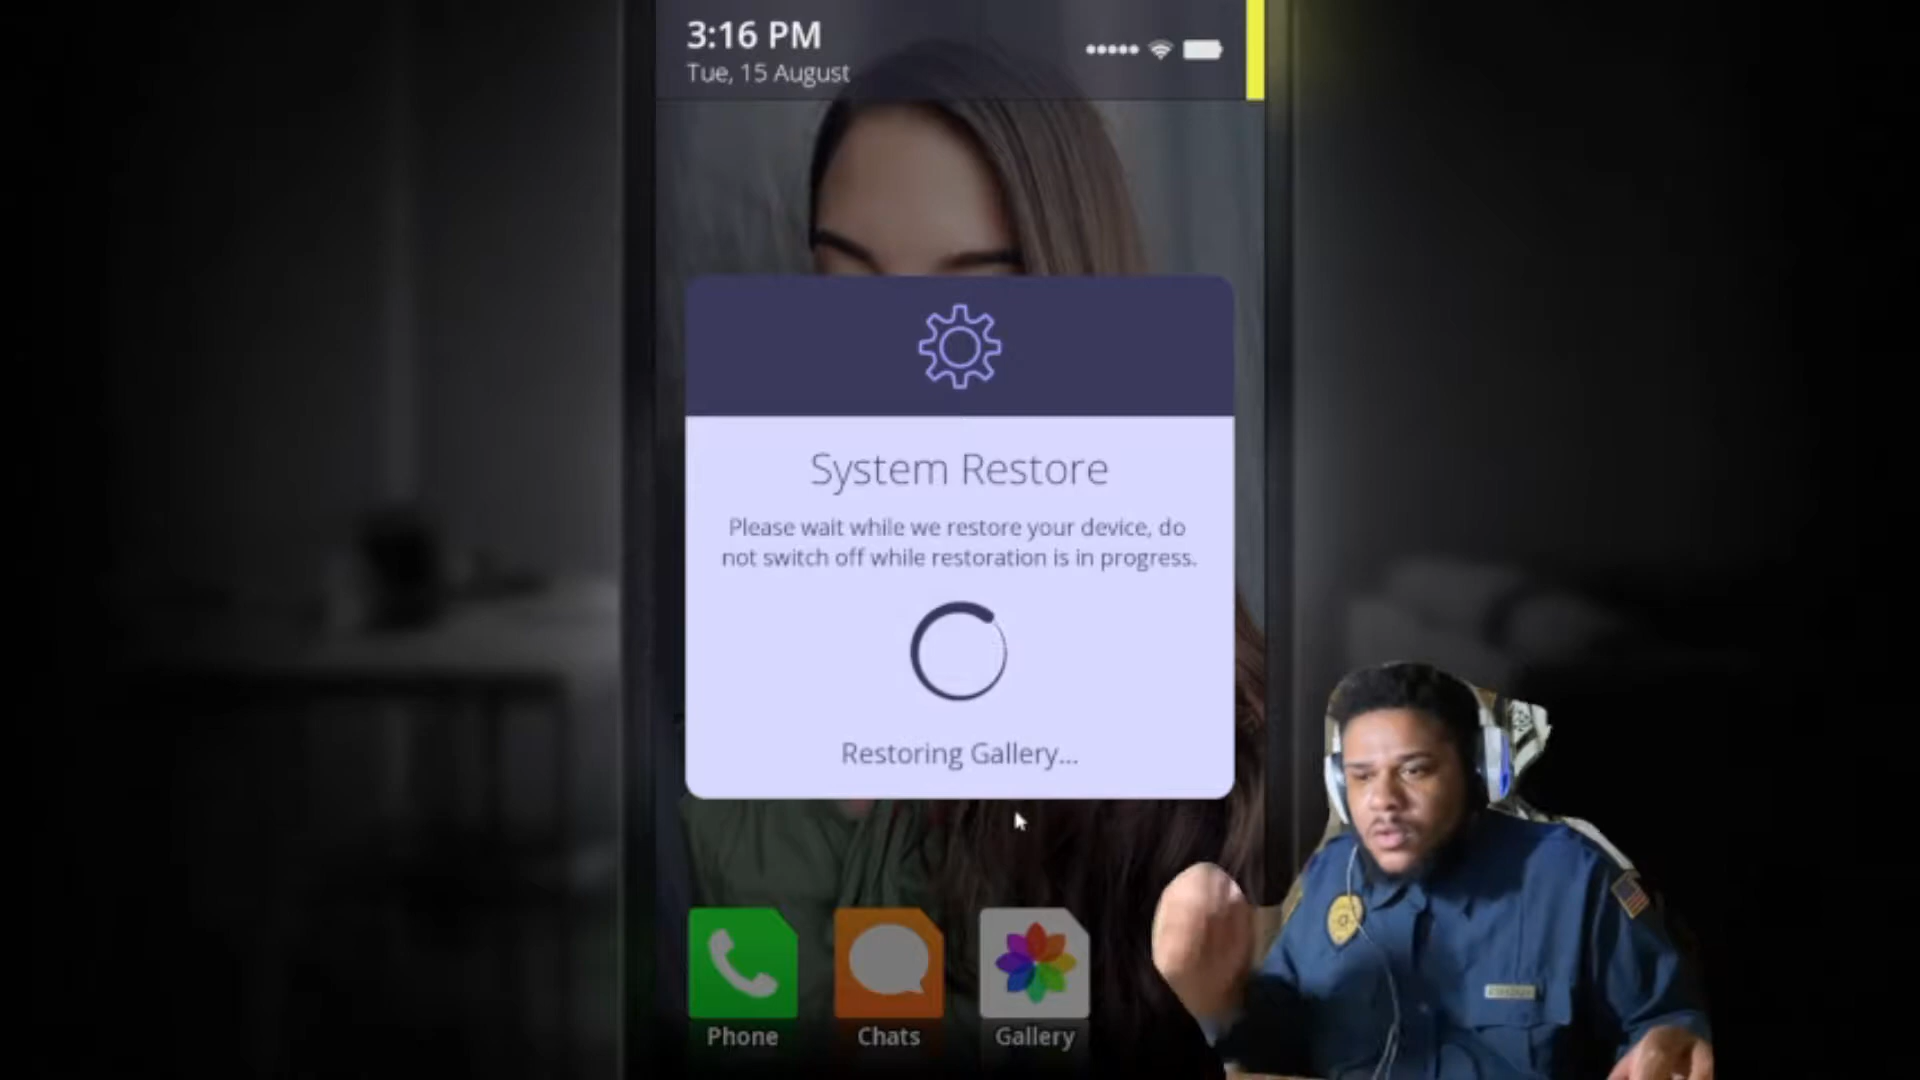 3:16 PM
Tue, 15 August
System Restore
Please wait while we restore your device, do
not switch off while restoration is in progress.
Restoring Gallery...
Phone
Chats
Gallery